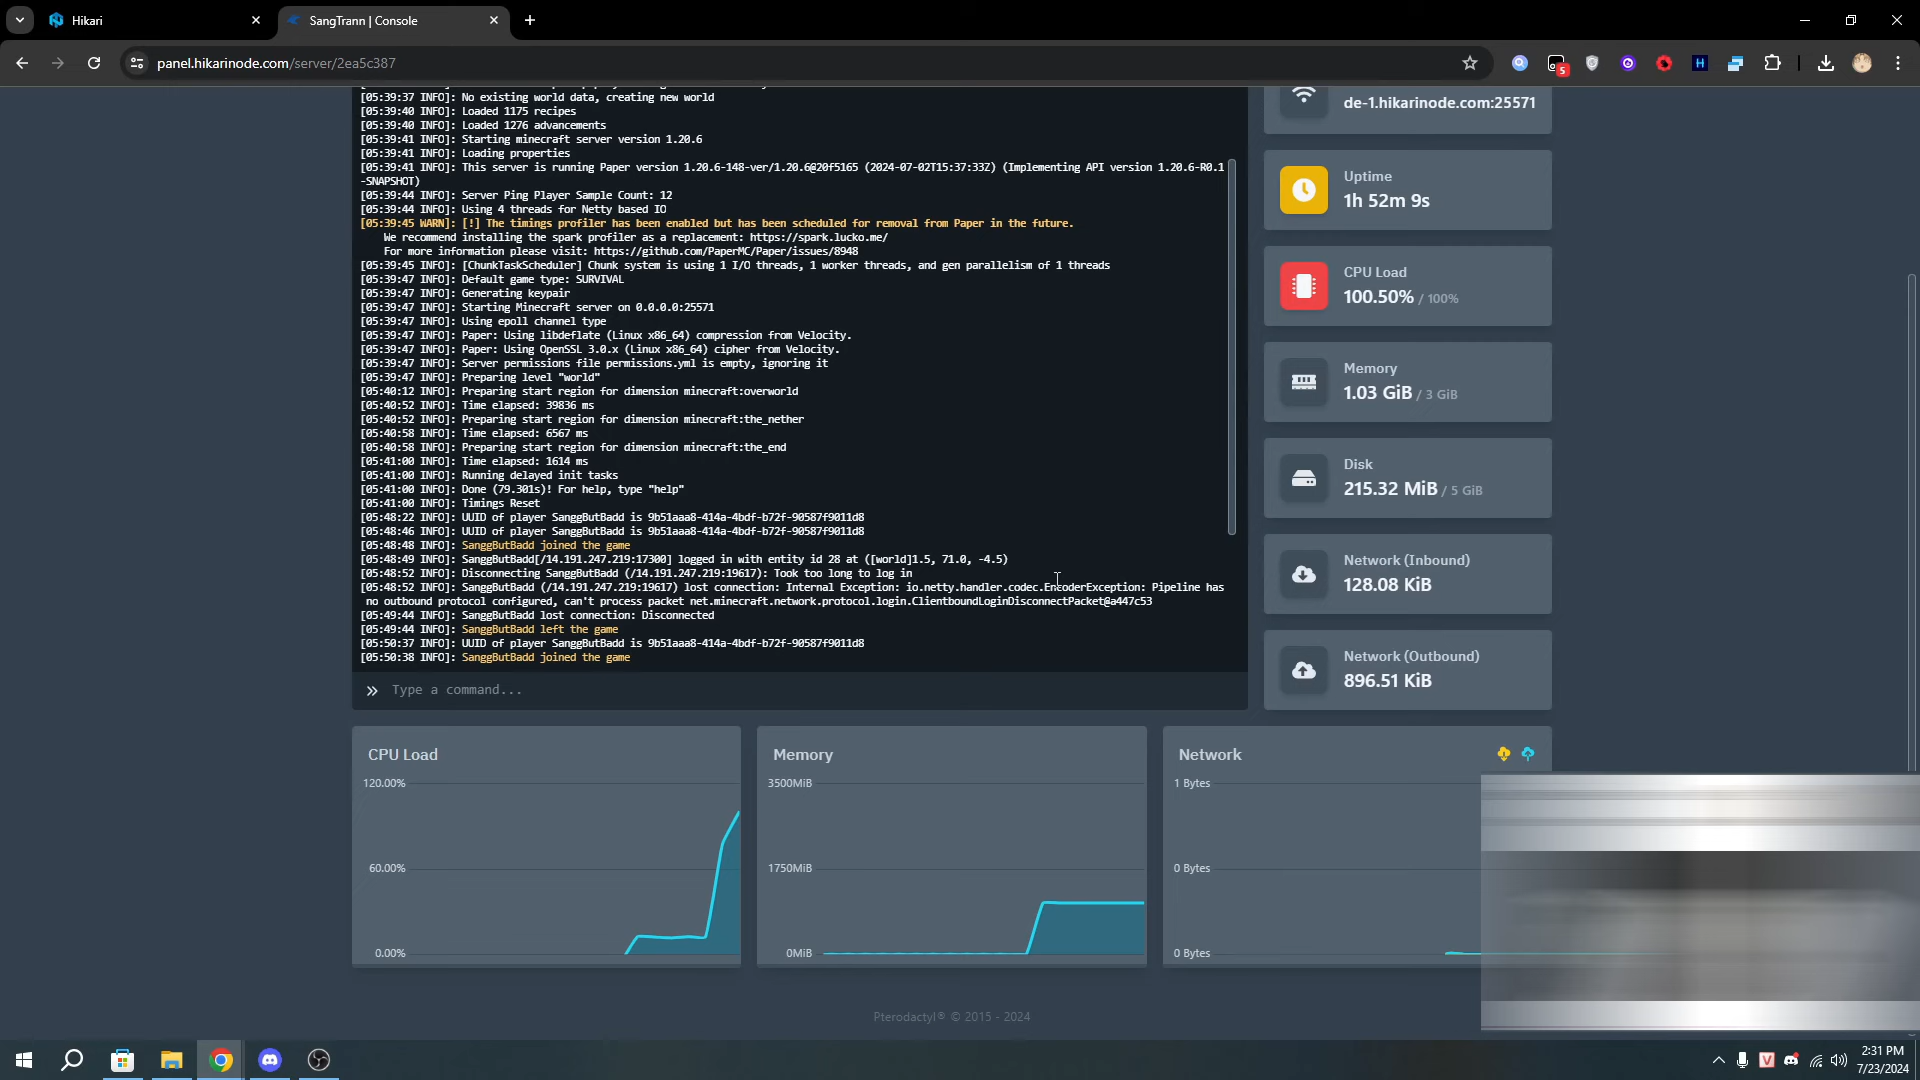 Hikari
SangTrann | Console
panel.hikarinode.com/server/2ea5c387
5
[05:39:37 INFO]: No existing world data, creating new world
[05:39:40 INFO]: Loaded 1175 recipes
[05:39:40 INFO]: Loaded 1276 advancements
[05:39:41 INFO]: Starting minecraft server version 1.20.6
[05:39:41 INFO]: Loading properties
[05:39:41 INFO]: This server is running Paper version 1.20.6-148-ver/1.20.6@20f5165 (2024-07-02T15:37:33Z) (Implementing API version 1.20.6-R0.1
-SNAPSHOT)
[05:39:44 INFO]: Server Ping Player Sample Count: 12
[05:39:44 INFO]: Using 4 threads for Netty based IO
[05:39:45 WARN]: [!] The timings profiler has been enabled but has been scheduled for removal from Paper in the future.
We recommend installing the spark profiler as a replacement: https://spark.lucko.me/
For more information please visit: https://github.com/PaperMC/Paper/issues/8948
[05:39:45 INFO]: [ChunkTaskScheduler] Chunk system is using 1 I/O threads, 1 worker threads, and gen parallelism of 1 threads
[05:39:47 INFO]: Default game type: SURVIVAL
[05:39:47 INFO]: Generating keypair
[05:39:47 INFO]: Starting Minecraft server on 0.0.0.0:25571
[05:39:47 INFO]: Using epoll channel type
[05:39:47 INFO]: Paper: Using libdeflate (Linux x86_64) compression from Velocity.
[05:39:47 INFO]: Paper: Using OpenSSL 3.0.x (Linux x86_64) cipher from Velocity.
[05:39:47 INFO]: Server permissions file permissions.yml is empty, ignoring it
[05:39:47 INFO]: Preparing level "world"
[05:40:12 INFO]: Preparing start region for dimension minecraft:overworld
[05:40:52 INFO]: Time elapsed: 39836 ms
[05:40:52 INFO]: Preparing start region for dimension minecraft:the_nether
[05:40:58 INFO]: Time elapsed: 6567 ms
[05:40:58 INFO]: Preparing start region for dimension minecraft:the_end
[05:41:00 INFO]: Time elapsed: 1614 ms
[05:41:00 INFO]: Running delayed init tasks
[05:41:00 INFO]: Done (79.301s)! For help, type "help"
[05:41:00 INFO]: Timings Reset
[05:48:22 INFO]: UUID of player SanggButBadd is 9b51aaa8-414a-4bdf-b72f-90587f9011d8
[05:48:46 INFO]: UUID of player SanggButBadd is 9b51aaa8-414a-4bdf-b72f-90587f9011d8
[05:48:48 INFO]: SanggButBadd joined the game
[05:48:49 INFO]: SanggButBadd[/14.191.247.219:17300] logged in with entity id 28 at ([world]1.5, 71.0, -4.5)
[05:48:52 INFO]: Disconnecting SanggButBadd (/14.191.247.219:19617): Took too long to log in
[05:48:52 INFO]: SanggButBadd (/14.191.247.219:19617) lost connection: Internal Exception: io.netty.handler.codec.EncoderException: Pipeline has
no outbound protocol configured, can't process packet net.minecraft.network.protocol.login.ClientboundLoginDisconnectPacket@a447c53
[05:49:44 INFO]: SanggButBadd lost connection: Disconnected
[05:49:44 INFO]: SanggButBadd left the game
[05:50:37 INFO]: UUID of player SanggButBadd is 9b51aaa8-414a-4bdf-b72f-90587f9011d8
[05:50:38 INFO]: SanggButBadd joined the game
Type a command...
de-1.hikarinode.com:25571
Uptime
1h 52m 9s
CPU Load
100.50% / 100%
Memory
1.03 GiB / 3 GiB
Disk
215.32 MiB / 5 GiB
Network (Inbound)
128.08 KiB
Network (Outbound)
896.51 KiB
CPU Load
120.00%
60.00%
0.00%
Memory
3500MiB
1750MiB
0MiB
Network
1 Bytes
0 Bytes
0 Bytes
Pterodactyl® © 2015 - 2024
2:31 PM
7/23/2024